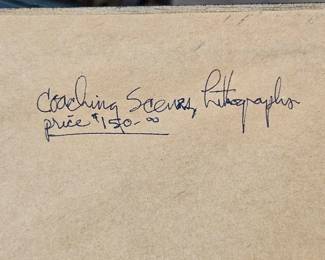 Coaching Scenes, Lithographs
price $150.00